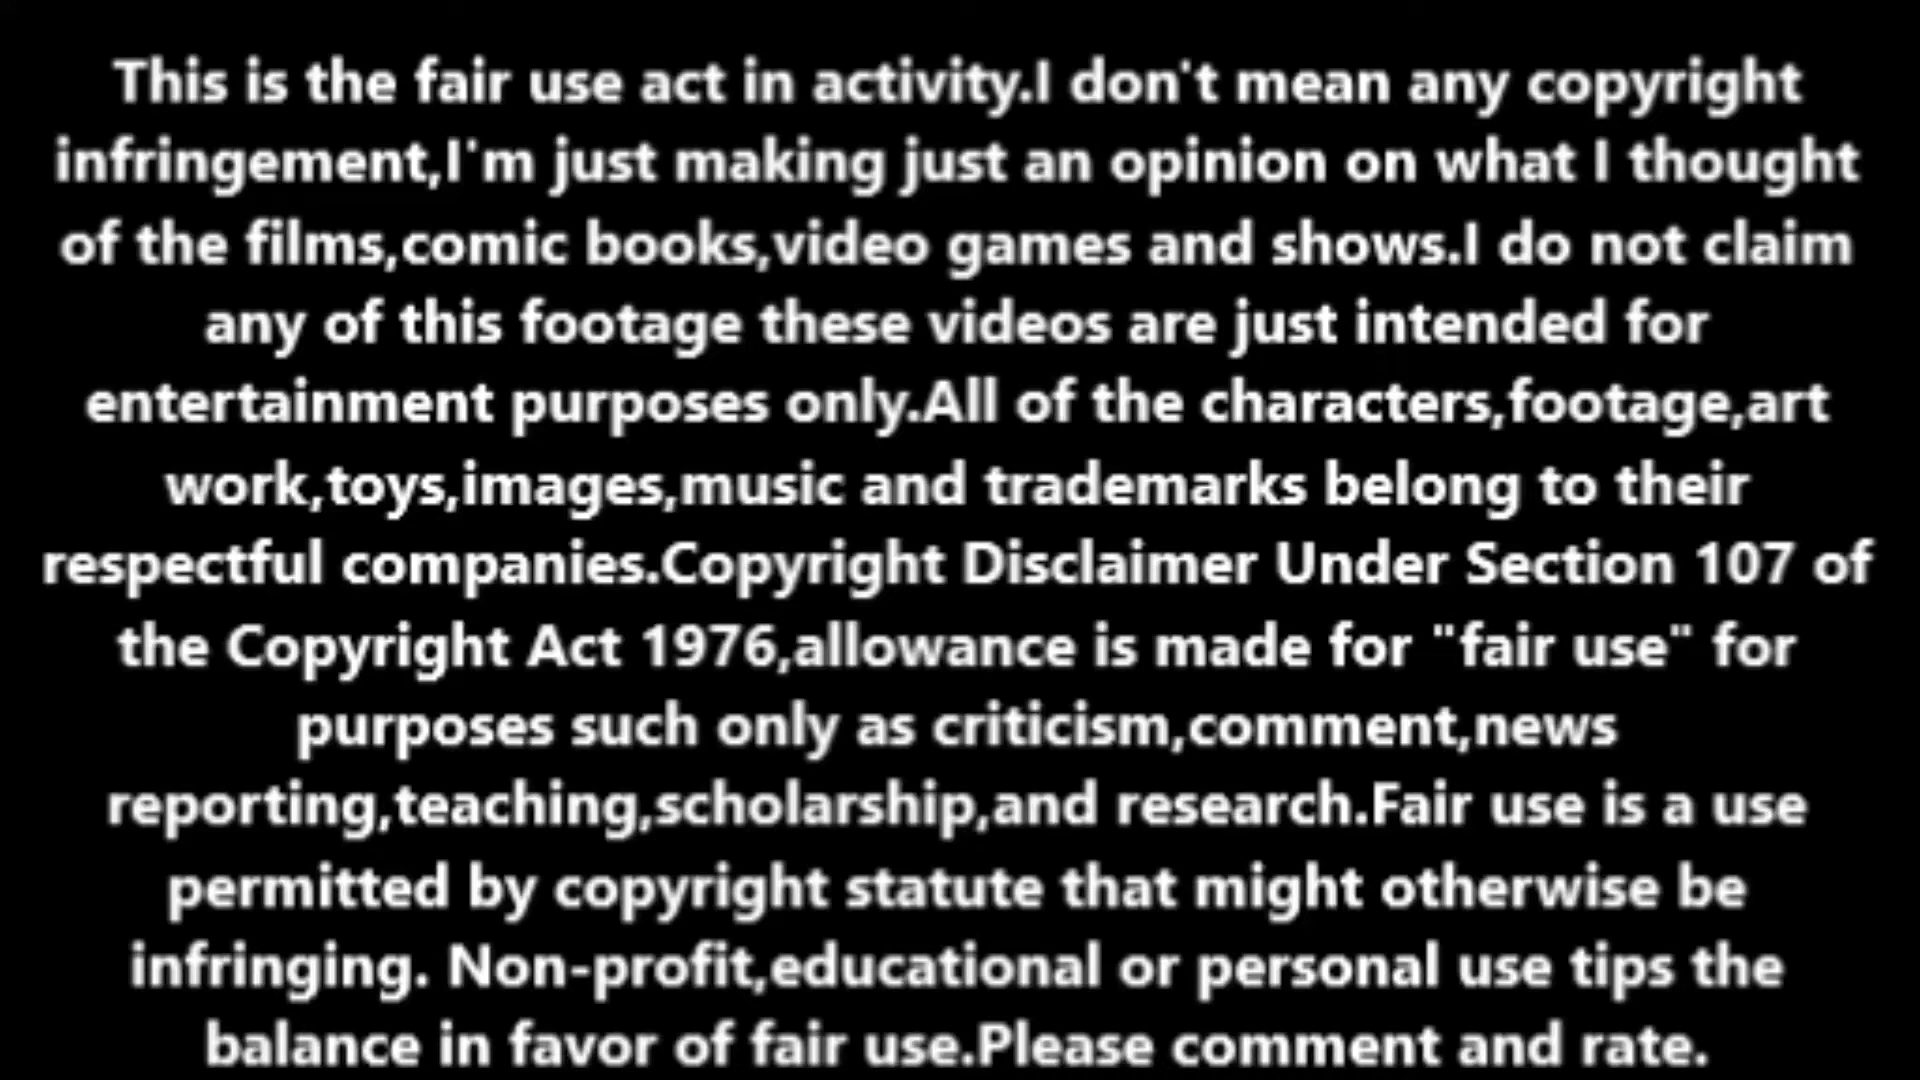 This is the fair use act in activity.I don't mean any copyright
infringement,I'm just making just an opinion on what I thought
of the films,comic books,video games and shows.I do not claim
any of this footage these videos are just intended for
entertainment purposes only.All of the characters,footage,art
work,toys,images,music and trademarks belong to their
respectful companies.Copyright Disclaimer Under Section 107 of
the Copyright Act 1976,allowance is made for "fair use" for
purposes such only as criticism,comment,news
reporting,teaching,scholarship,and research.Fair use is a use
permitted by copyright statute that might otherwise be
infringing. Non-profit,educational or personal use tips the
balance in favor of fair use.Please comment and rate.